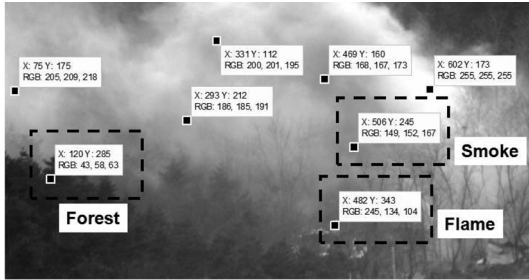 X: 331 Y: 112
RGB: 200, 201, 195
X: 75 Y: 175
RGB: 205, 209, 218
X: 469 Y: 160
RGB: 168, 167, 173
X: 602 Y: 173
RGB: 255, 255, 255
X: 293 Y: 212
RGB: 186, 185, 191
X: 506 Y: 245
RGB: 149, 152, 167
Smoke
X: 120 Y: 285
RGB: 43, 58, 63
Forest
X: 482 Y: 343
RGB: 245, 134, 104
Flame